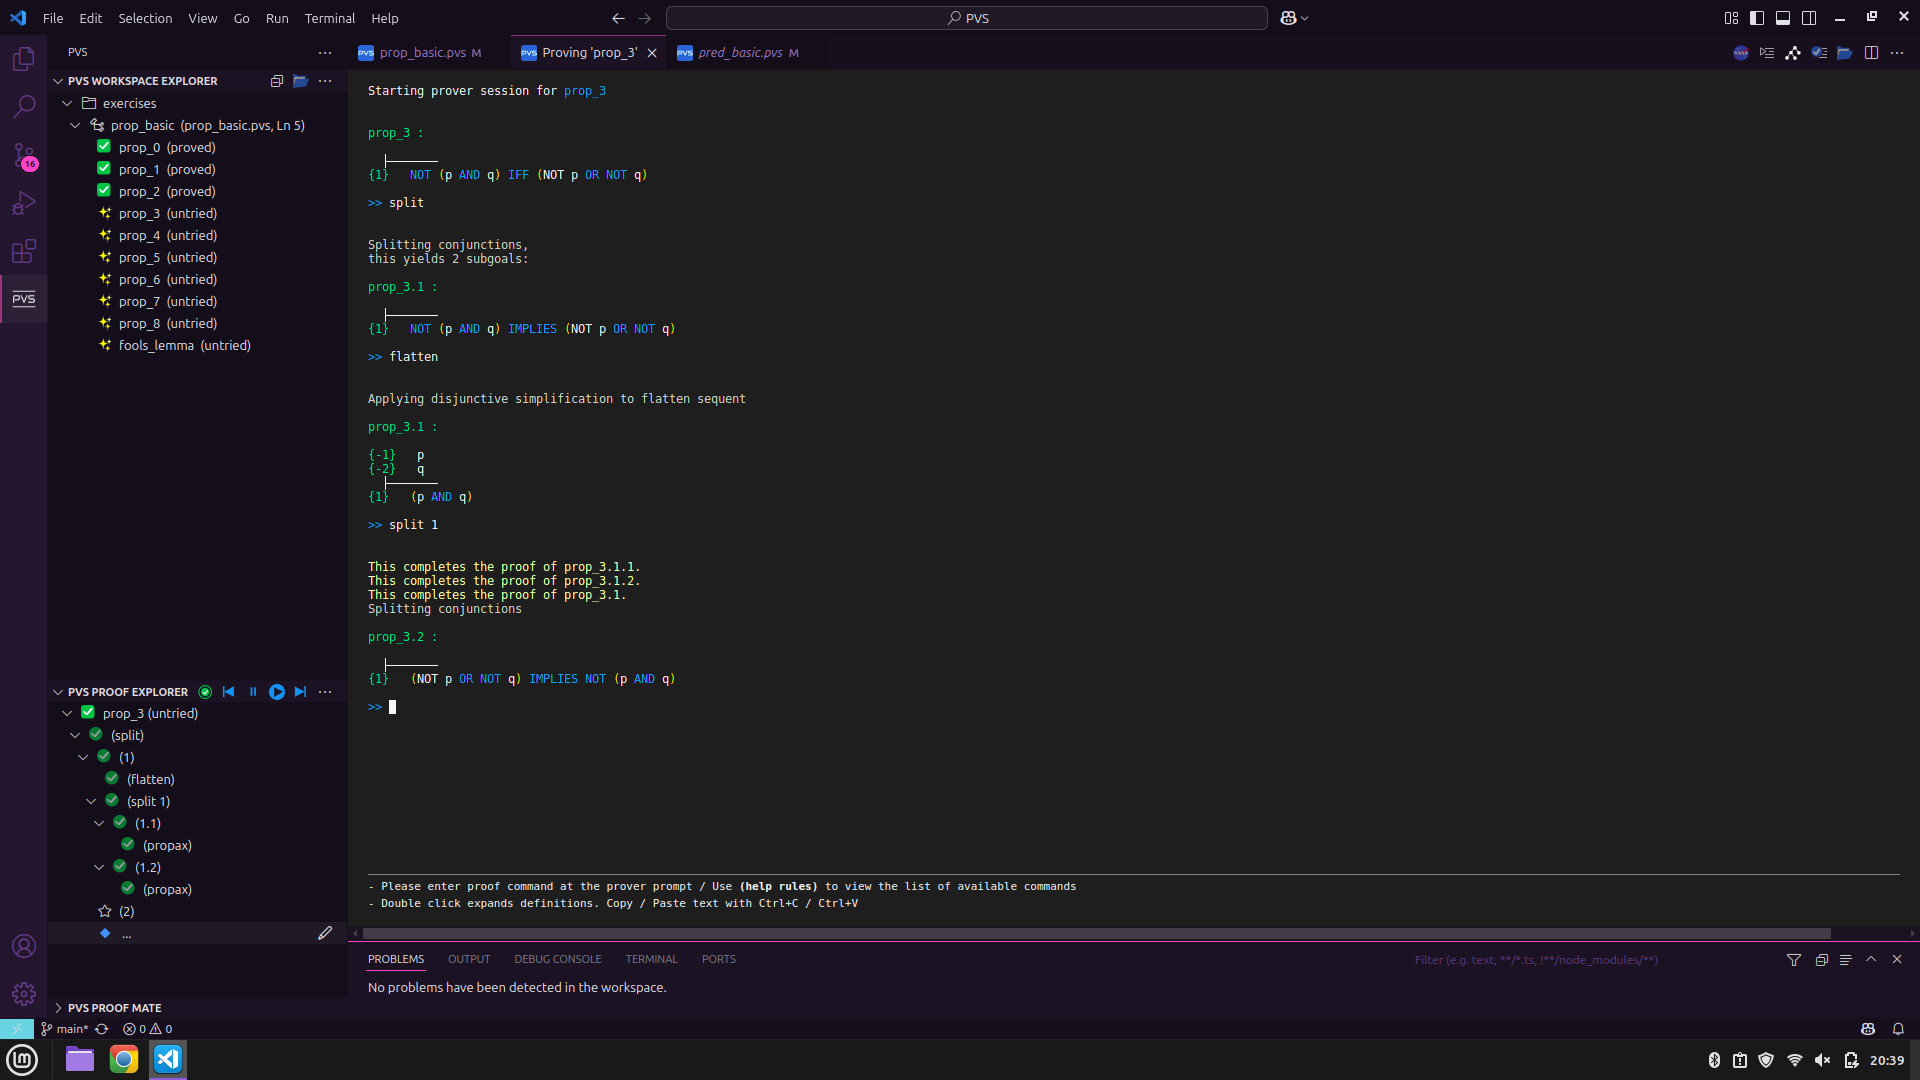 File Edit Selection View Go Run Terminal Help
PVS
PVS
prop_basic.pvs M
Proving 'prop_3'
pred_basic.pvs M
PVS WORKSPACE EXPLORER
exercises
prop_basic (prop_basic.pvs, Ln 5)
prop_0 (proved)
prop_1 (proved)
prop_2 (proved)
prop_3 (untried)
prop_4 (untried)
prop_5 (untried)
prop_6 (untried)
prop_7 (untried)
prop_8 (untried)
fools_lemma (untried)
16
PVS
PVS PROOF EXPLORER
prop_3 (untried)
(split)
(1)
(flatten)
(split 1)
(1.1)
(propax)
(1.2)
(propax)
(2)
...
PVS PROOF MATE
Starting prover session for prop_3
prop_3 :
{1} NOT (p AND q) IFF (NOT p OR NOT q)
>> split
Splitting conjunctions,
this yields 2 subgoals:
prop_3.1 :
{1} NOT (p AND q) IMPLIES (NOT p OR NOT q)
>> flatten
Applying disjunctive simplification to flatten sequent
prop_3.1 :
{-1} p
{-2} q
{1} (p AND q)
>> split 1
This completes the proof of prop_3.1.1.
This completes the proof of prop_3.1.2.
This completes the proof of prop_3.1.
Splitting conjunctions
prop_3.2 :
{1} (NOT p OR NOT q) IMPLIES NOT (p AND q)
>>
- Please enter proof command at the prover prompt / Use (help rules) to view the list of available commands
- Double click expands definitions. Copy / Paste text with Ctrl+C / Ctrl+V
PROBLEMS OUTPUT DEBUG CONSOLE TERMINAL PORTS
Filter (e.g. text, **/*.ts, !**/node_modules/**)
No problems have been detected in the workspace.
main* 0 0
20:39